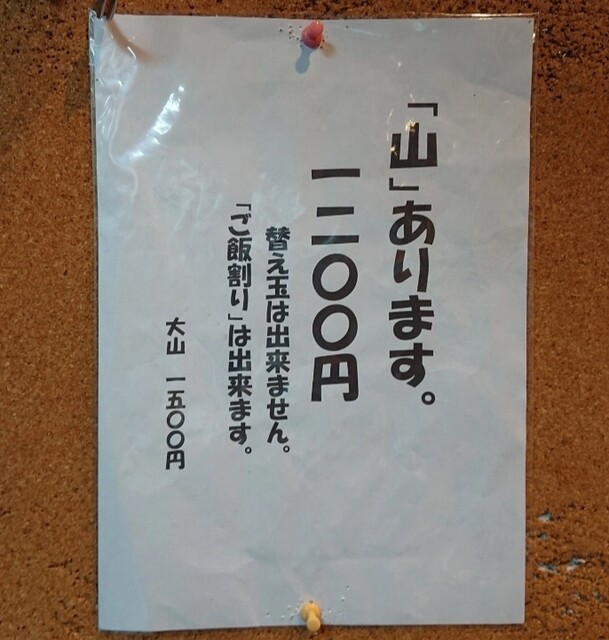 「山」あります。
一二〇〇円
替え玉は出来ません。
「ご飯割り」は出来ます。
大山 一五〇〇円